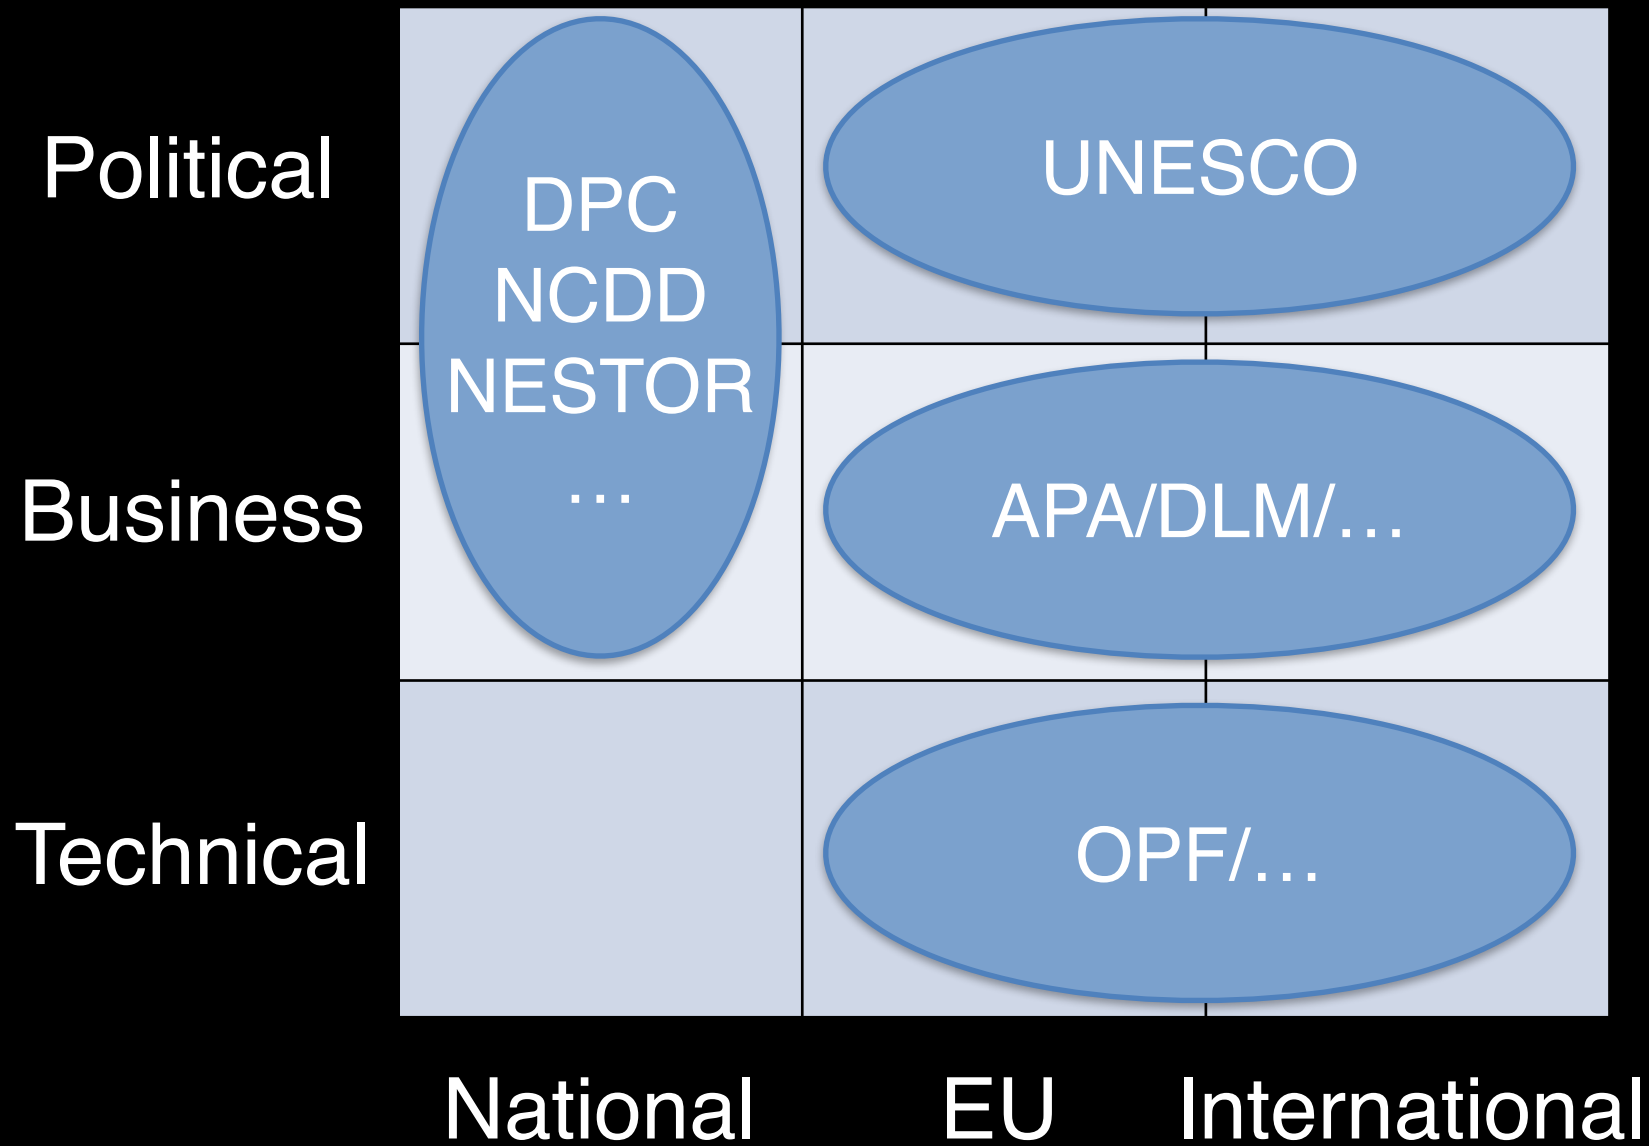 Political
DPC
NCDD
NESTOR
…
UNESCO
Business
APA/DLM/…
Technical
OPF/…
National
EU
International